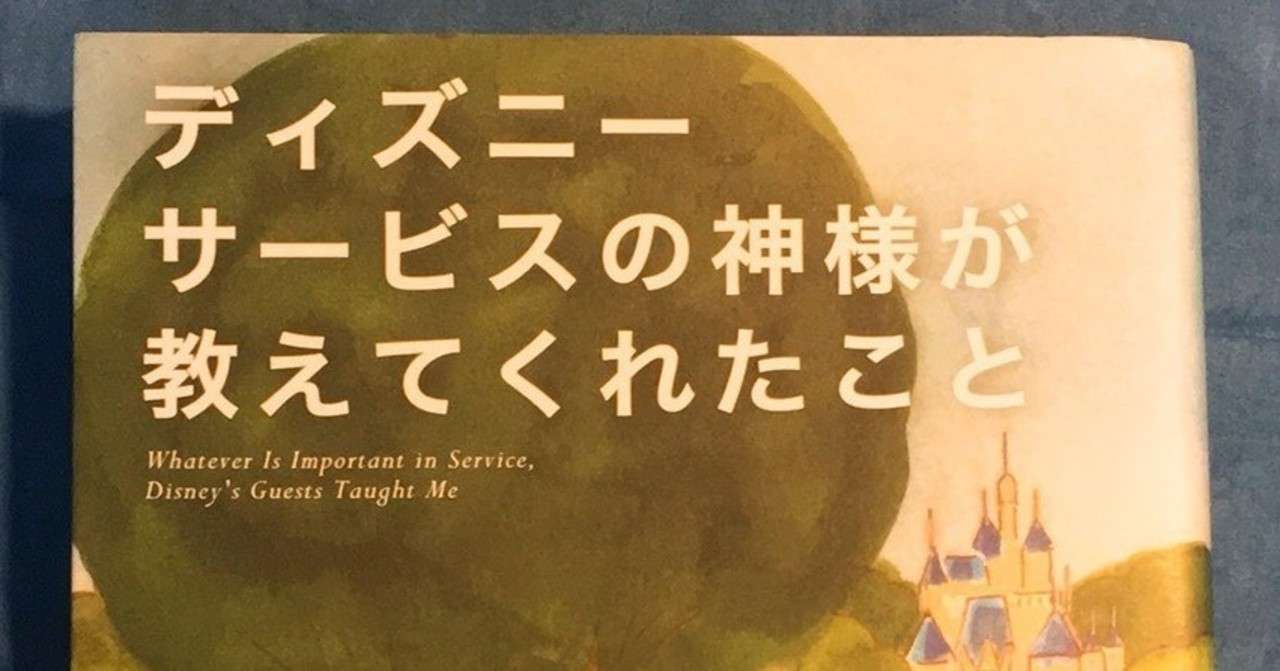 ディズニー
サービスの神様が
教えてくれたこと
Whatever Is Important in Service,
Disney's Guests Taught Me